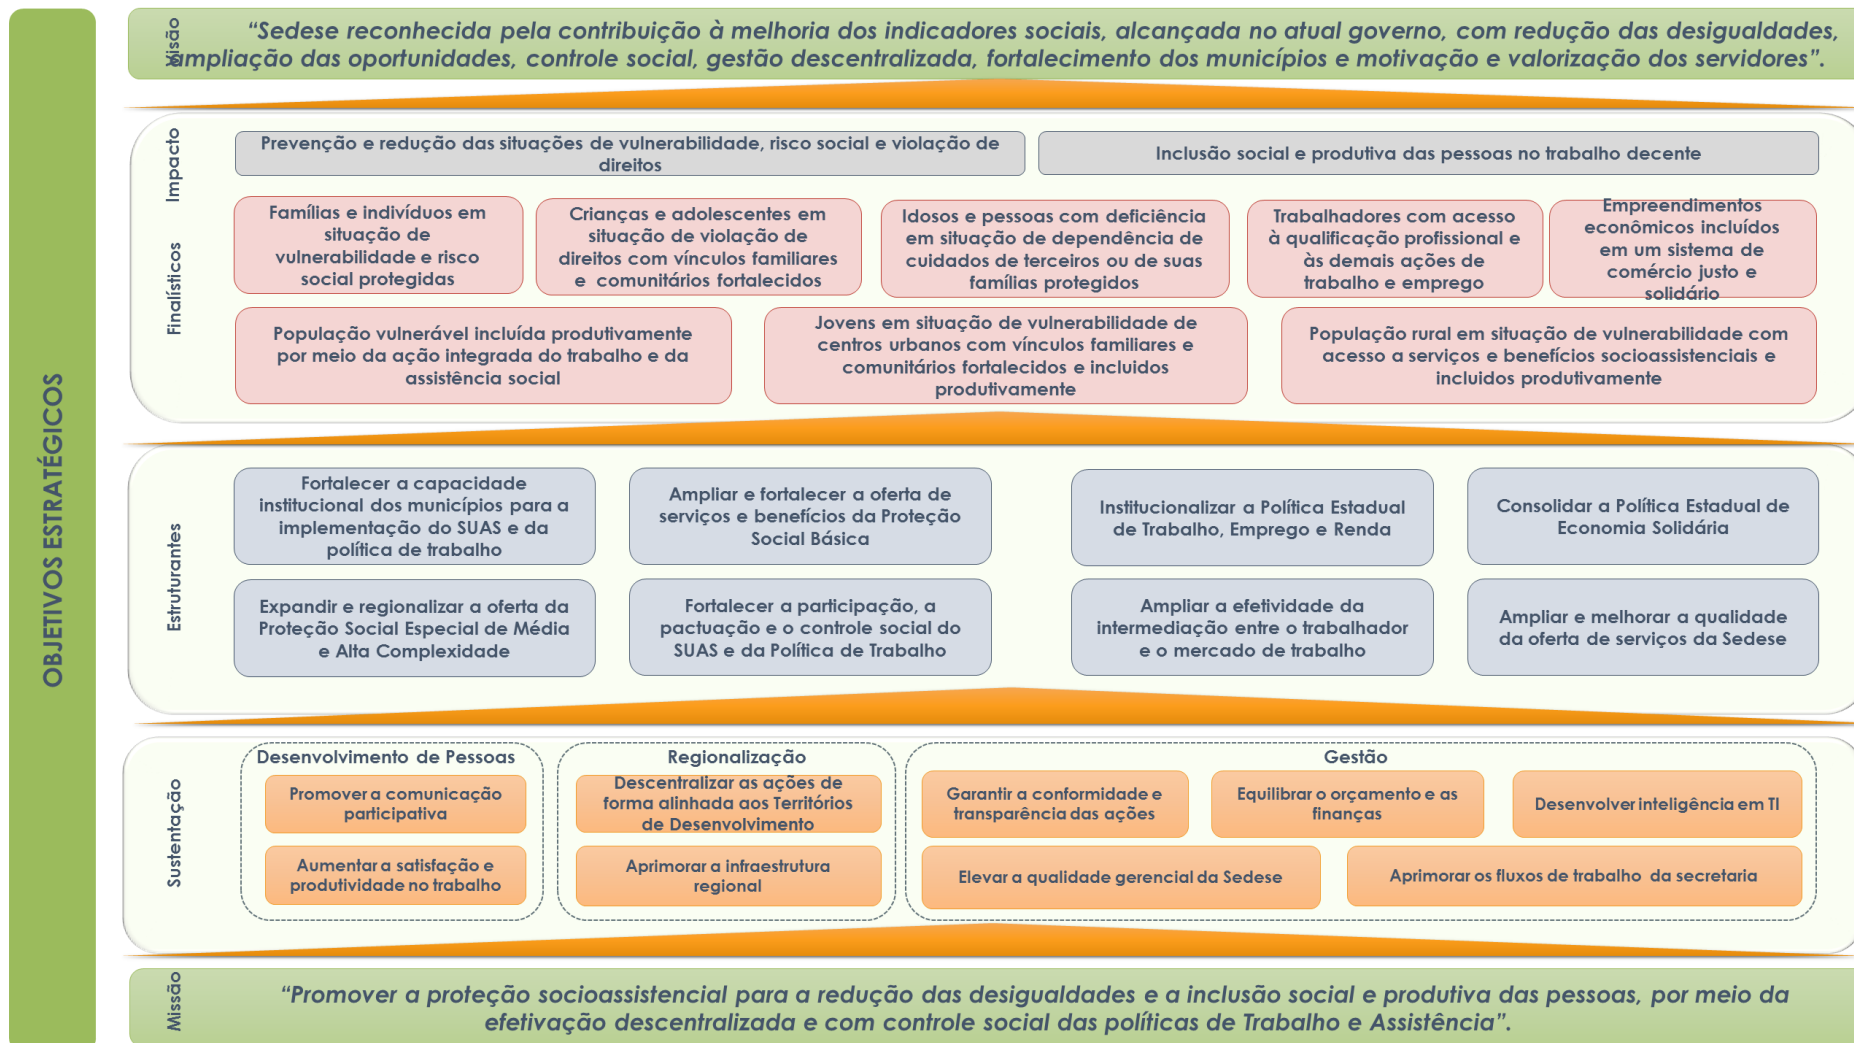 OBJETIVOS ESTRATÉGICOS
Visão
“Sedese reconhecida pela contribuição à melhoria dos indicadores sociais, alcançada no atual governo, com redução das desigualdades,
ampliação das oportunidades, controle social, gestão descentralizada, fortalecimento dos municípios e motivação e valorização dos servidores”.
Impacto
Prevenção e redução das situações de vulnerabilidade, risco social e violação de
direitos
Inclusão social e produtiva das pessoas no trabalho decente
Finalísticos
Famílias e indivíduos em
situação de
vulnerabilidade e risco
social protegidas
Crianças e adolescentes em
situação de violação de
direitos com vínculos familiares
e comunitários fortalecidos
Idosos e pessoas com deficiência
em situação de dependência de
cuidados de terceiros ou de suas
famílias protegidos
Trabalhadores com acesso
à qualificação profissional e
às demais ações de
trabalho e emprego
Empreendimentos
econômicos incluídos
em um sistema de
comércio justo e
solidário
População vulnerável incluída produtivamente
por meio da ação integrada do trabalho e da
assistência social
Jovens em situação de vulnerabilidade de
centros urbanos com vínculos familiares e
comunitários fortalecidos e incluidos
produtivamente
População rural em situação de vulnerabilidade com
acesso a serviços e benefícios socioassistenciais e
incluidos produtivamente
Estruturantes
Fortalecer a capacidade
institucional dos municípios para a
implementação do SUAS e da
política de trabalho
Ampliar e fortalecer a oferta de
serviços e benefícios da Proteção
Social Básica
Institucionalizar a Política Estadual
de Trabalho, Emprego e Renda
Consolidar a Política Estadual de
Economia Solidária
Expandir e regionalizar a oferta da
Proteção Social Especial de Média
e Alta Complexidade
Fortalecer a participação, a
pactuação e o controle social do
SUAS e da Política de Trabalho
Ampliar a efetividade da
intermediação entre o trabalhador
e o mercado de trabalho
Ampliar e melhorar a qualidade
da oferta de serviços da Sedese
Sustentação
Desenvolvimento de Pessoas
Promover a comunicação
participativa
Aumentar a satisfação e
produtividade no trabalho
Regionalização
Descentralizar as ações de
forma alinhada aos Territórios
de Desenvolvimento
Aprimorar a infraestrutura
regional
Gestão
Garantir a conformidade e
transparência das ações
Equilibrar o orçamento e as
finanças
Desenvolver inteligência em TI
Elevar a qualidade gerencial da Sedese
Aprimorar os fluxos de trabalho da secretaria
Missão
“Promover a proteção socioassistencial para a redução das desigualdades e a inclusão social e produtiva das pessoas, por meio da
efetivação descentralizada e com controle social das políticas de Trabalho e Assistência”.